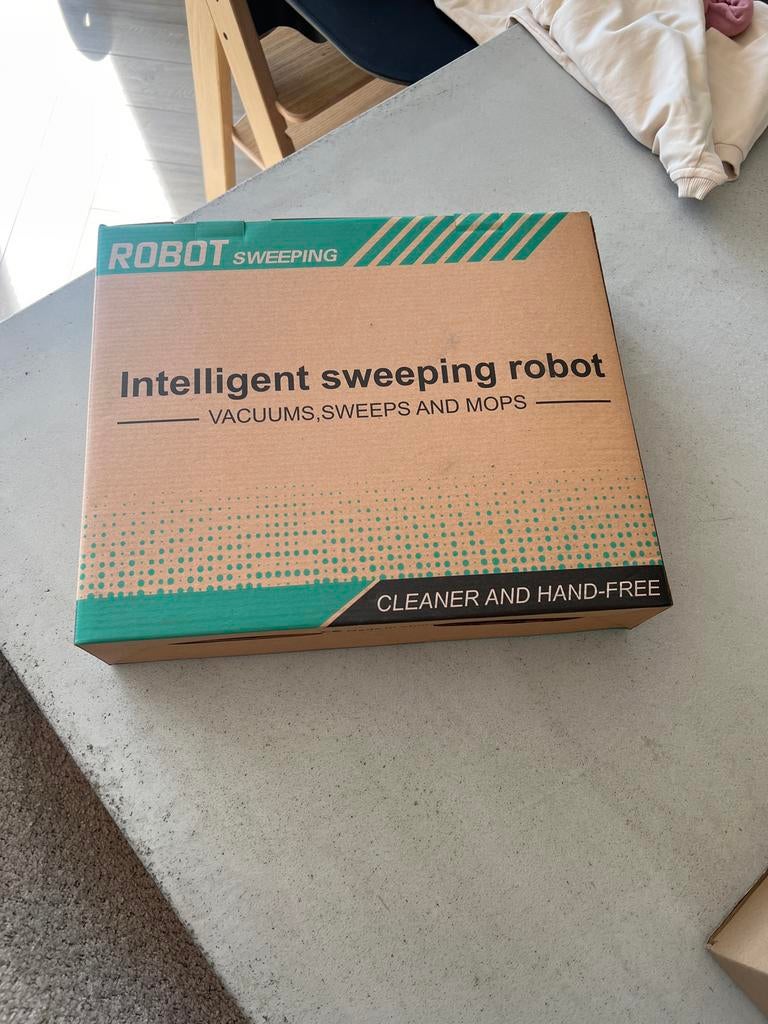 ROBOT SWEEPING
Intelligent sweeping robot
VACUUMS,SWEEPS AND MOPS
CLEANER AND HAND-FREE